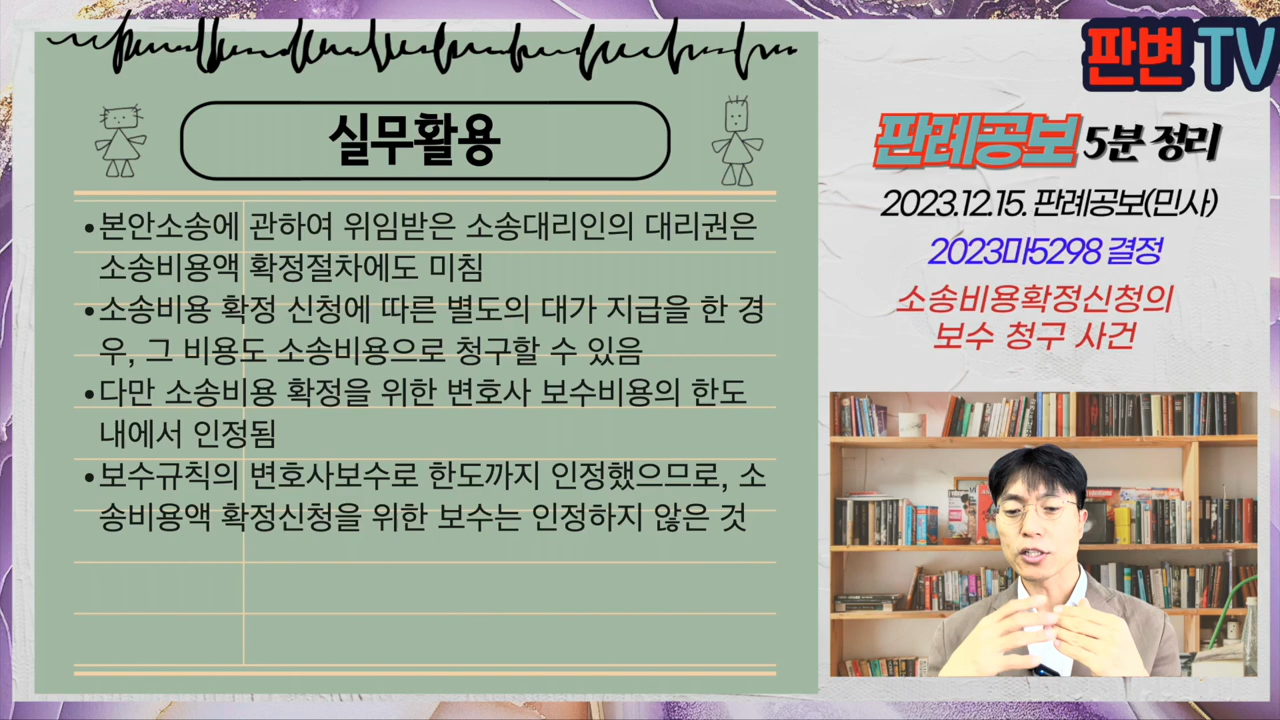 판변 TV
실무활용
•본안소송에 관하여 위임받은 소송대리인의 대리권은
소송비용액 확정절차에도 미침
•소송비용 확정 신청에 따른 별도의 대가 지급을 한 경
우, 그 비용도 소송비용으로 청구할 수 있음
•다만 소송비용 확정을 위한 변호사 보수비용의 한도
내에서 인정됨
•보수규칙의 변호사보수로 한도까지 인정했으므로, 소
송비용액 확정신청을 위한 보수는 인정하지 않은 것
판례공보 5분 정리
2023.12.15. 판례공보(민사)
2023마5298 결정
소송비용확정신청의
보수 청구 사건